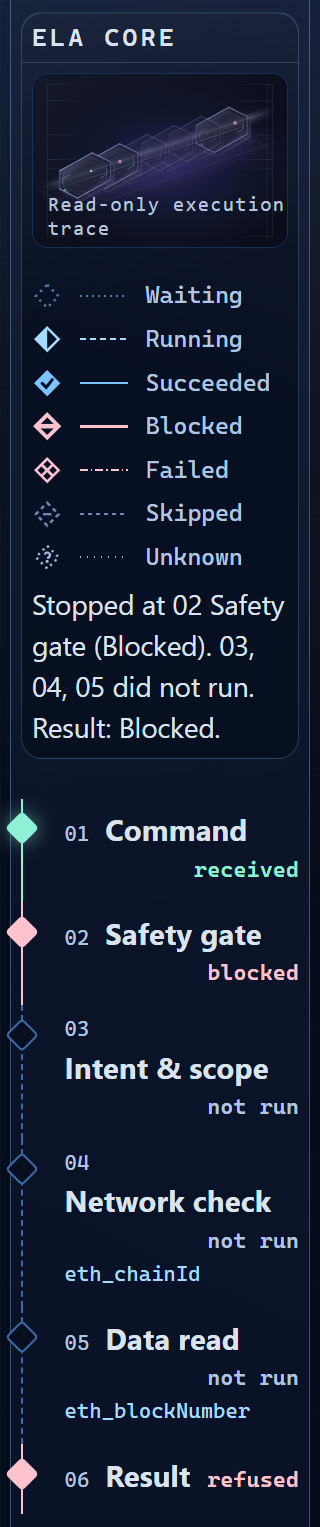 ELA CORE
Read-only execution
trace
Waiting
Running
Succeeded
Blocked
Failed
Skipped
? Unknown
Stopped at 02 Safety
gate (Blocked). 03,
04, 05 did not run.
Result: Blocked.
01 Command
received
02 Safety gate
blocked
03
Intent & scope
not run
04
Network check
not run
eth_chainId
05 Data read
not run
eth_blockNumber
06 Result refused